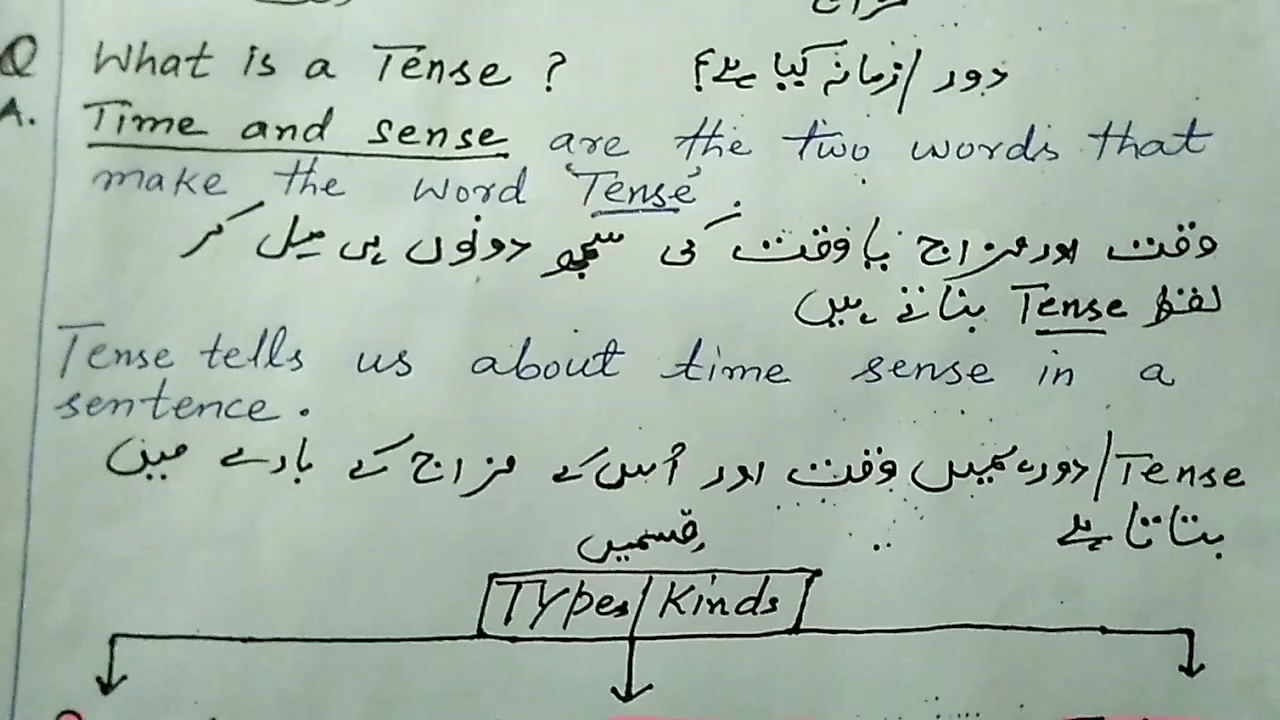 Q What is a Tense ? دور / زمانہ کیا ہے؟
A. Time and sense are the two words that
make the word 'Tense' .
وقت اور مزاج یا وقت کی سمجھ دونوں ہی میل کر
لفظ Tense بناتے ہیں
Tense tells us about time sense in a
sentence .
Tense/دور ہمیں وقت اور اُس کے مزاج کے بارے میں
بتاتا ہے
قسمیں
Types/Kinds